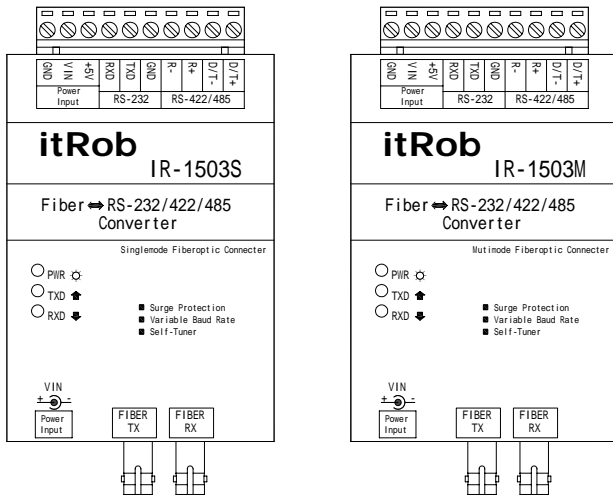 GND VIN +5V RXD TXD GND R- R+ D/T- D/T+
Power Input RS-232 RS-422/485
itRob
IR-1503S
Fiber⇔RS-232/422/485
Converter
Singlemode Fiberoptic Connecter
PWR
TXD
RXD
■ Surge Protection
■ Variable Baud Rate
■ Self-Tuner
VIN
+ -
Power Input
FIBER TX
FIBER RX
GND VIN +5V RXD TXD GND R- R+ D/T- D/T+
Power Input RS-232 RS-422/485
itRob
IR-1503M
Fiber⇔RS-232/422/485
Converter
Mutimode Fiberoptic Connecter
PWR
TXD
RXD
■ Surge Protection
■ Variable Baud Rate
■ Self-Tuner
VIN
+ -
Power Input
FIBER TX
FIBER RX